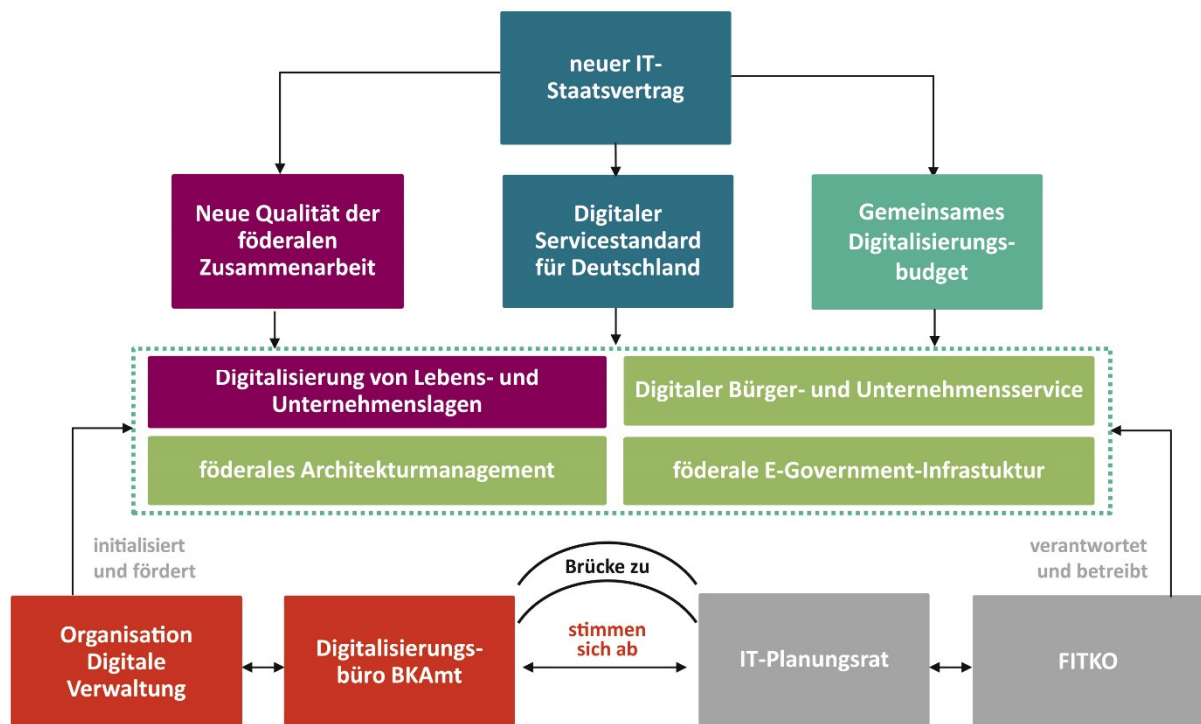 neuer IT-
Staatsvertrag
Neue Qualität der
föderalen
Zusammenarbeit
Digitaler
Servicestandard
für Deutschland
Gemeinsames
Digitalisierungs-
budget
Digitalisierung von Lebens- und
Unternehmenslagen
Digitaler Bürger- und Unternehmensservice
föderales Architekturmanagement
föderale E-Government-Infrastuktur
initialisiert
und fördert
Brücke zu
verantwortet
und betreibt
Organisation
Digitale
Verwaltung
Digitalisierungs-
büro BKAmt
stimmen
sich ab
IT-Planungsrat
FITKO